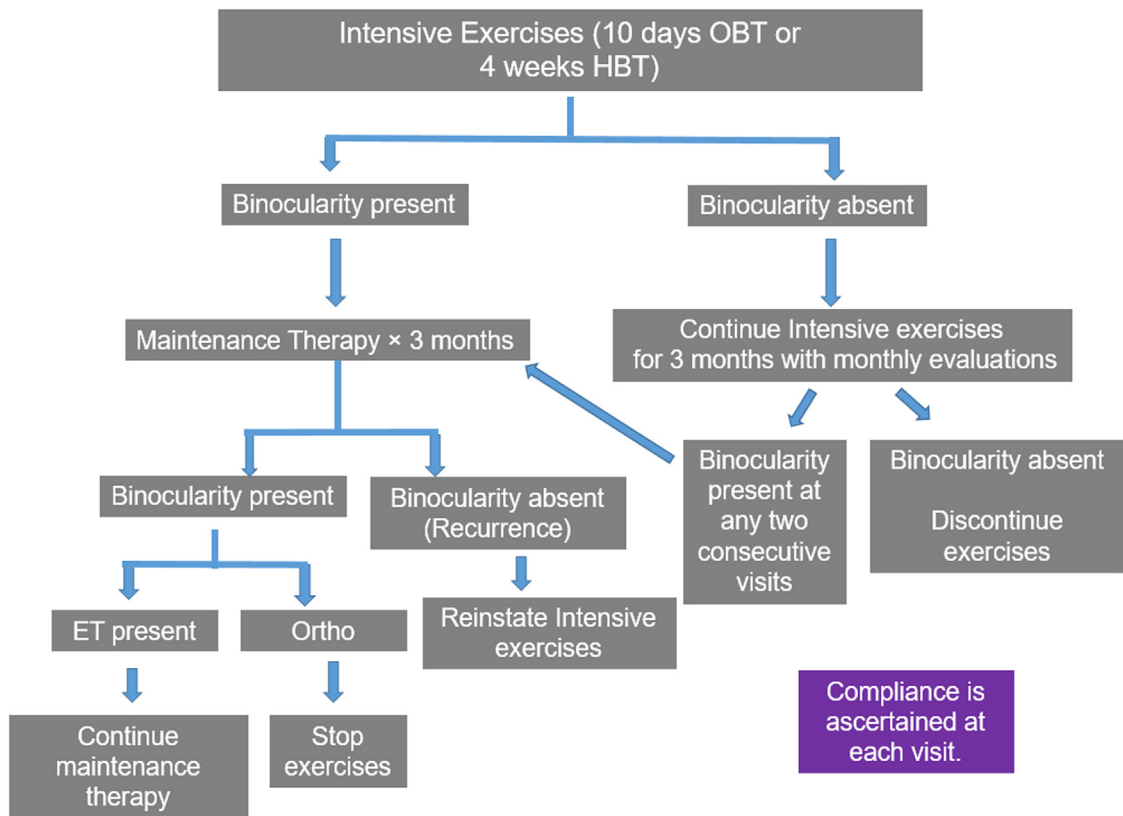 Intensive Exercises (10 days OBT or
4 weeks HBT)
Binocularity present
Binocularity absent
Maintenance Therapy × 3 months
Continue Intensive exercises
for 3 months with monthly evaluations
Binocularity present
Binocularity absent
(Recurrence)
Binocularity
present at
any two
consecutive
visits
Binocularity absent
Discontinue
exercises
ET present
Ortho
Reinstate Intensive
exercises
Continue
maintenance
therapy
Stop
exercises
Compliance is
ascertained at
each visit.